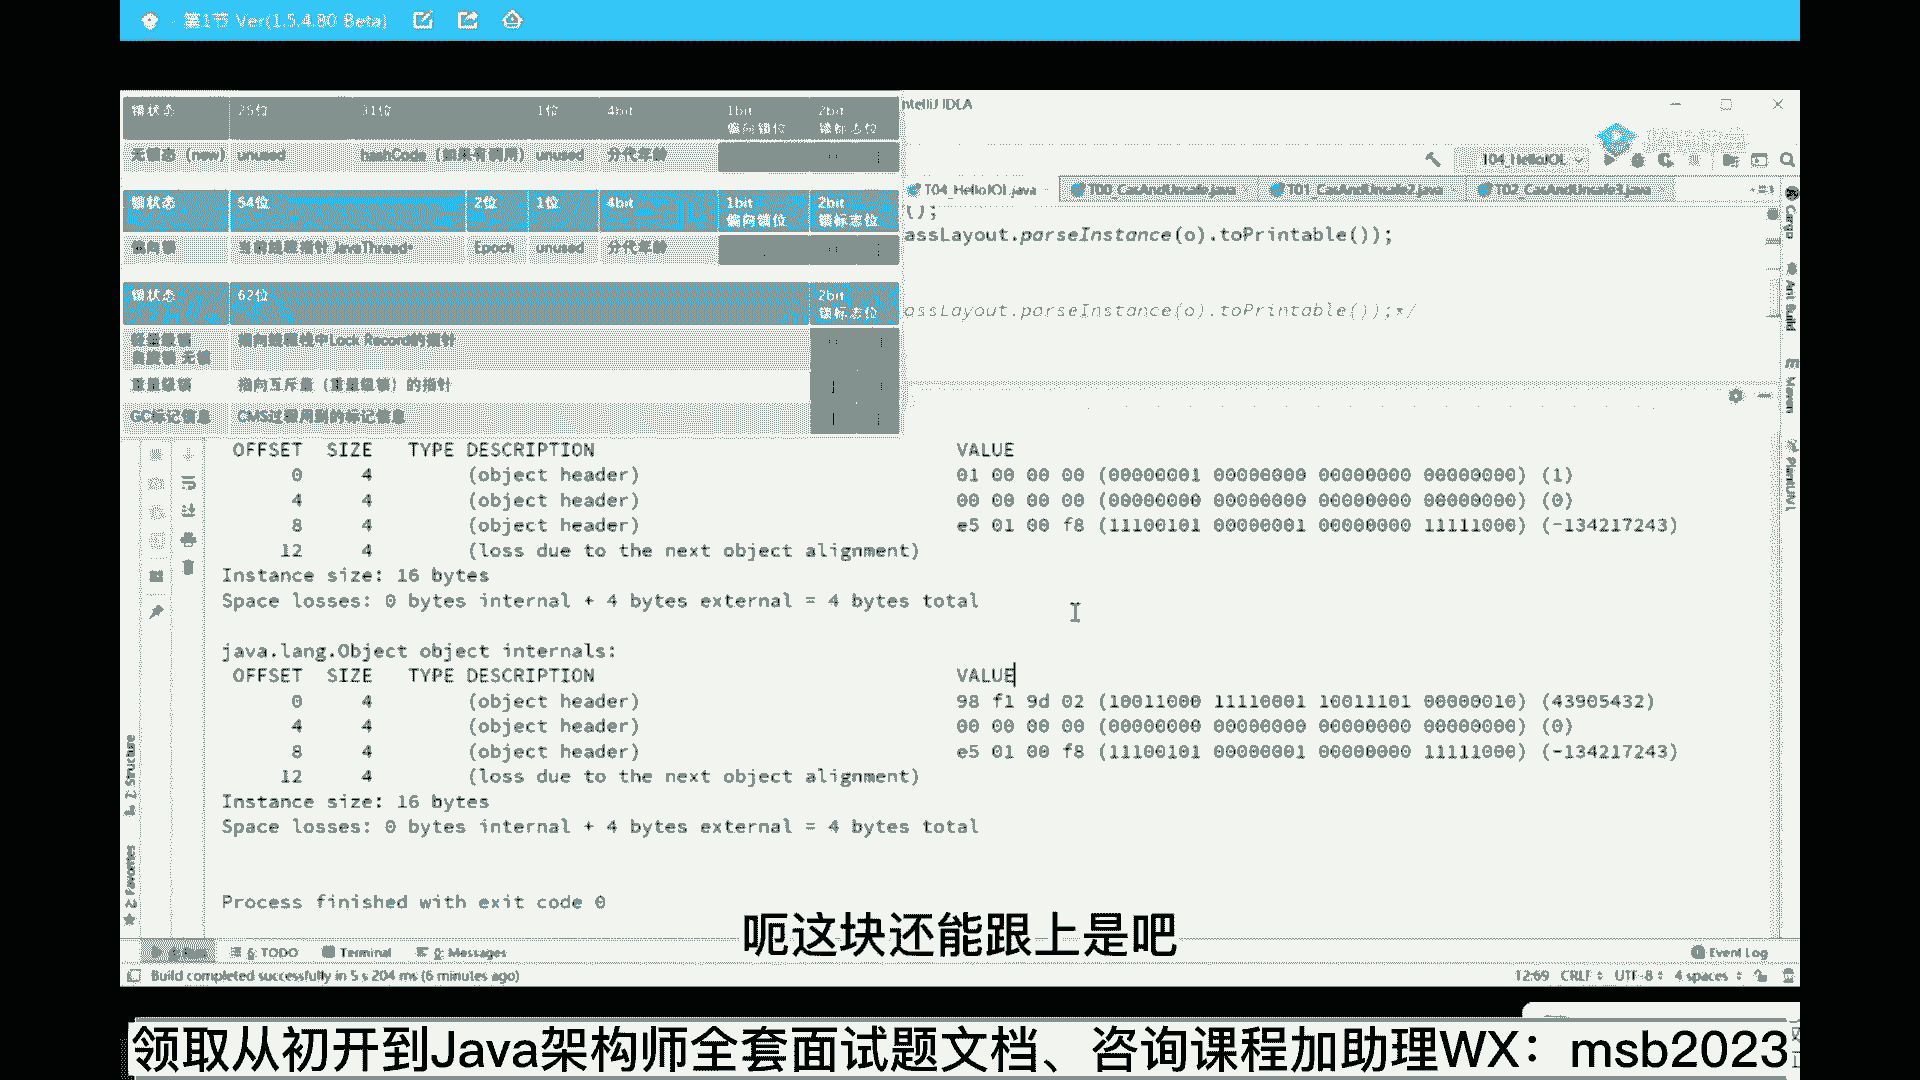 第1节 Ver(1.5.4.80 Beta)
锁状态 25位 31位 1位 4bit 1bit 2bit
偏向锁位 锁标志位
无锁态 (new) unused hashCode (如果有调用) unused 分代年龄
锁状态 54位 2位 1位 4bit 1bit 2bit
偏向锁位 锁标志位
偏向锁 当前线程指针 JavaThread* Epoch unused 分代年龄
锁状态 62位 2bit
锁标志位
轻量级锁 指向线程栈中Lock Record的指针
自旋锁 无锁
重量级锁 指向互斥量（重量级锁）的指针
GC标记信息 CMS过程用到的标记信息
ntelliJ IDEA
T04_HelloJOL
T04_HelloJOL.java T00_CasAndUnsafe.java T01_CasAndUnsafe2.java T02_CasAndUnsafe3.java
();
assLayout.parseInstance(o).toPrintable());
assLayout.parseInstance(o).toPrintable());*/
Ant Build
Maven
PlantUML
OFFSET SIZE TYPE DESCRIPTION VALUE
0 4 (object header) 01 00 00 00 (00000001 00000000 00000000 00000000) (1)
4 4 (object header) 00 00 00 00 (00000000 00000000 00000000 00000000) (0)
8 4 (object header) e5 01 00 f8 (11100101 00000001 00000000 11111000) (-134217243)
12 4 (loss due to the next object alignment)
Instance size: 16 bytes
Space losses: 0 bytes internal + 4 bytes external = 4 bytes total
java.lang.Object object internals:
OFFSET SIZE TYPE DESCRIPTION VALUE
0 4 (object header) 98 f1 9d 02 (10011000 11110001 10011101 00000010) (43905432)
4 4 (object header) 00 00 00 00 (00000000 00000000 00000000 00000000) (0)
8 4 (object header) e5 01 00 f8 (11100101 00000001 00000000 11111000) (-134217243)
12 4 (loss due to the next object alignment)
Instance size: 16 bytes
Space losses: 0 bytes internal + 4 bytes external = 4 bytes total
Process finished with exit code 0
Z: Structure
2: Favorites
呃这块还能跟上是吧
6: TODO Terminal 0: Messages Event Log
Build completed successfully in 5 s 204 ms (6 minutes ago) 12:69 CRLF UTF-8 4 spaces
领取从初开到Java架构师全套面试题文档、咨询课程加助理WX：msb2023